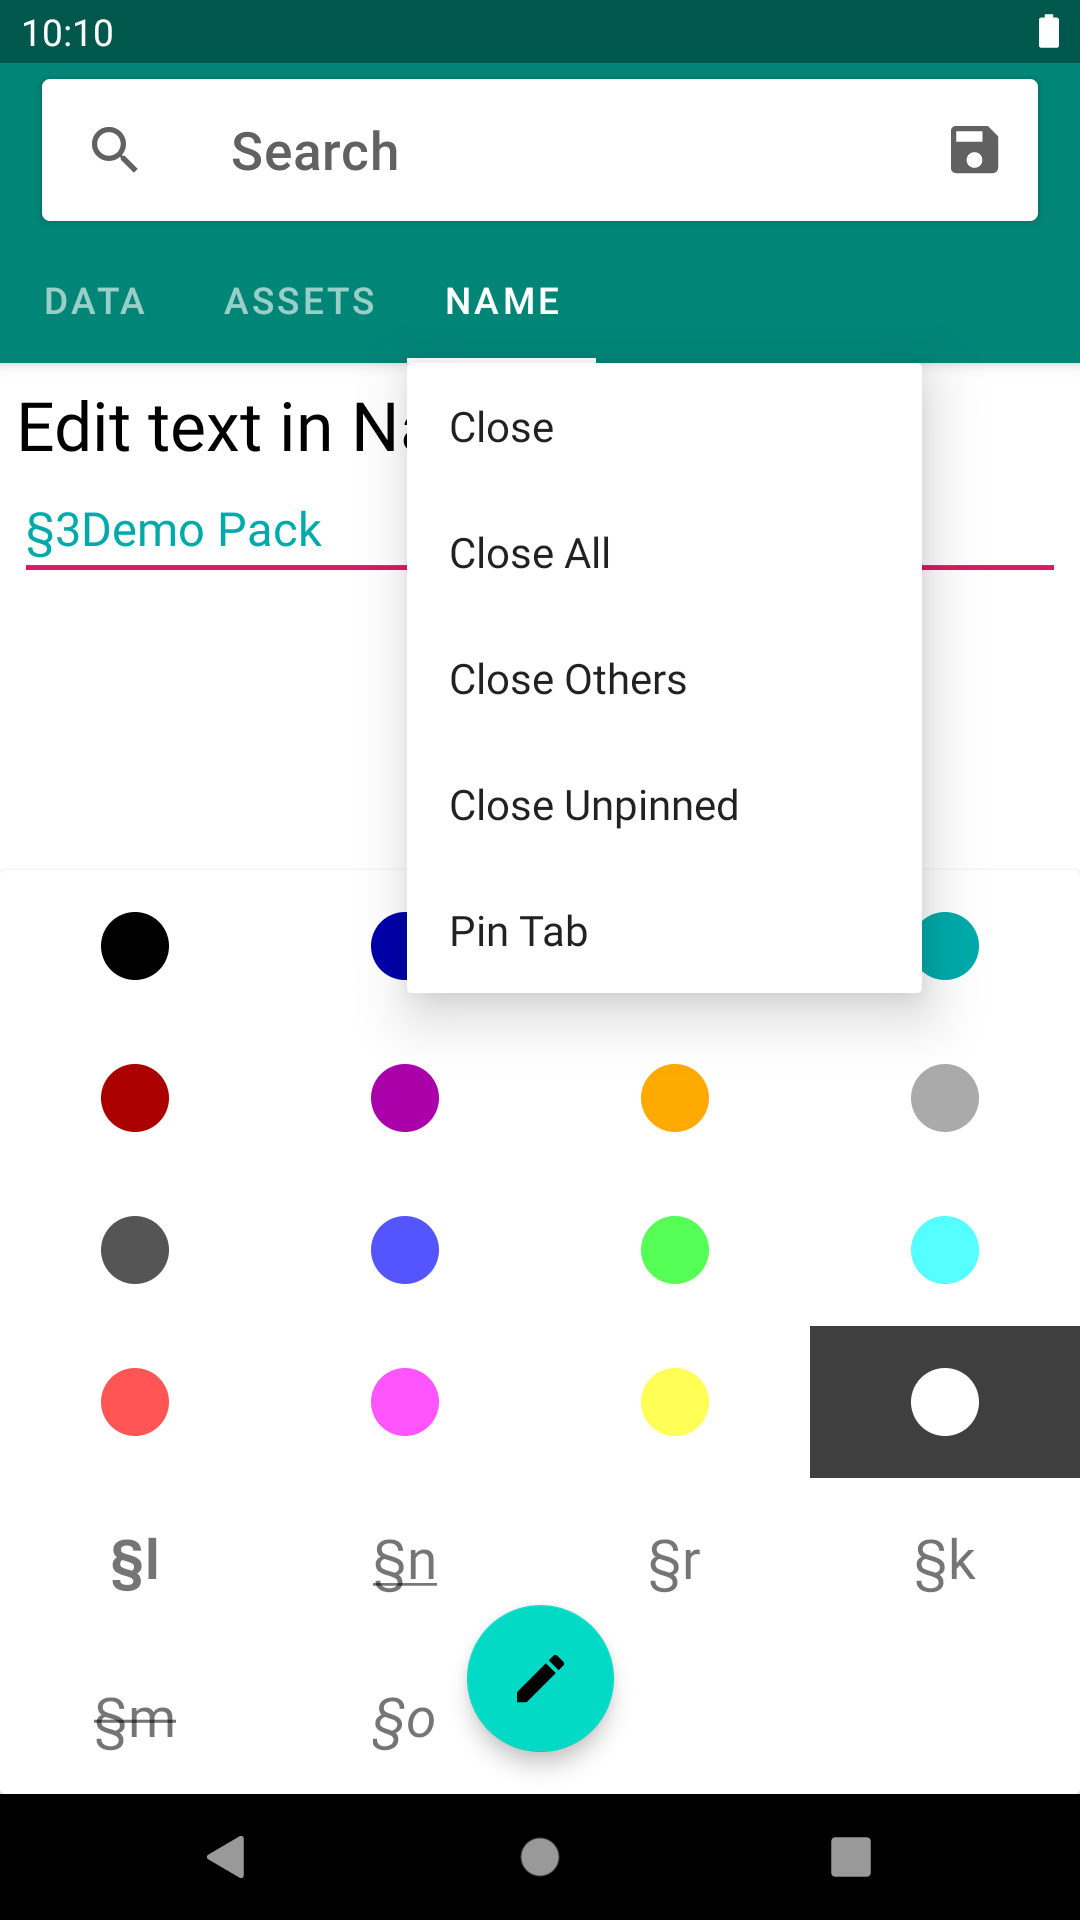 10:10
Search
DATA ASSETS NAME
Edit text in Na
§3Demo Pack
Close
Close All
Close Others
Close Unpinned
Pin Tab
§l §n §r §k
§m §o